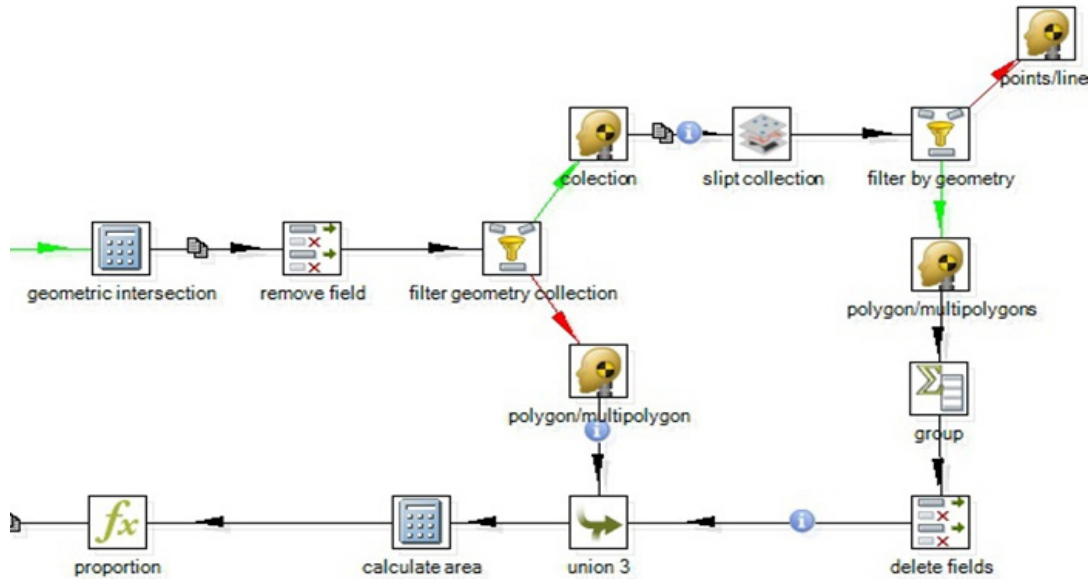 points/line
colection
slipt collection
filter by geometry
geometric intersection
remove field
filter geometry collection
polygon/multipolygons
polygon/multipolygon
group
fx
proportion
calculate area
union 3
delete fields